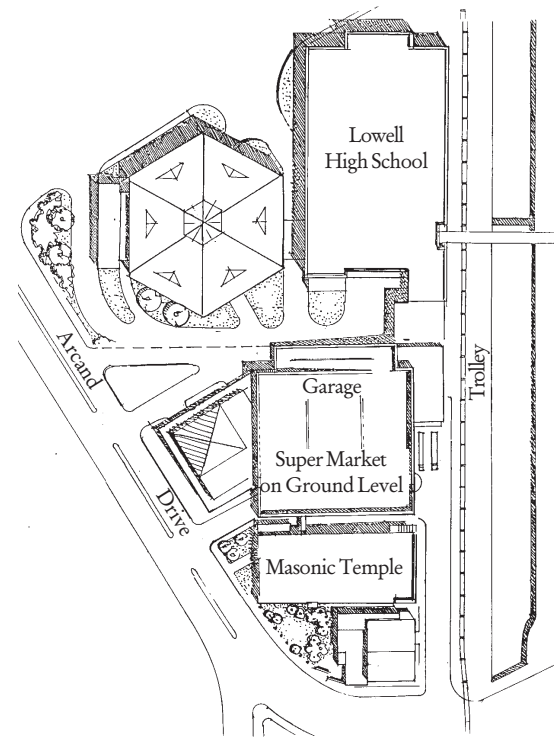 Lowell
High School
Arcand
Drive
Trolley
Garage
Super Market
on Ground Level
Masonic Temple